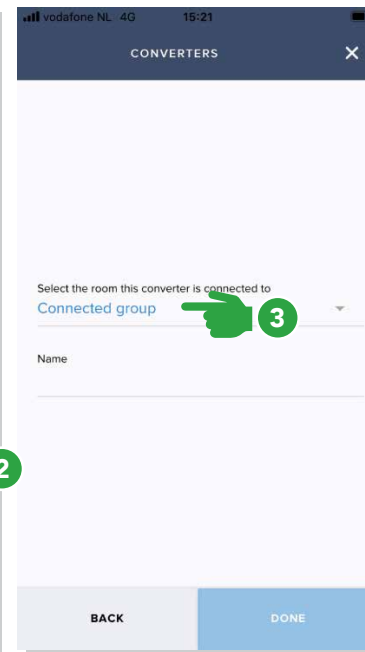 vodafone NL 4G 15:21
CONVERTERS
Select the room this converter is connected to
Connected group
3
Name
2
BACK DONE